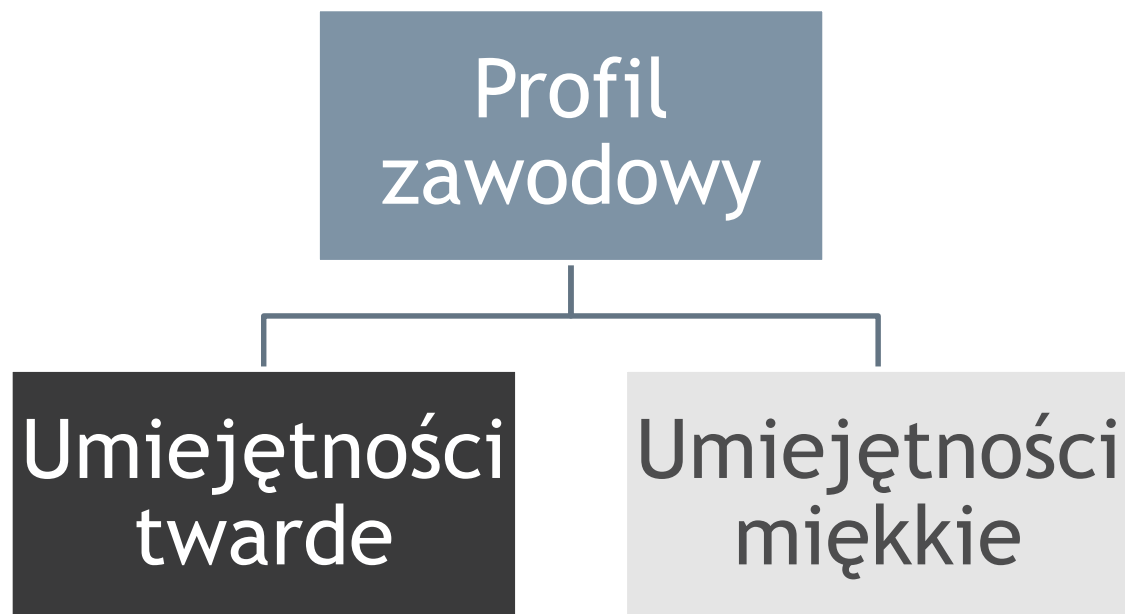 Profil
zawodowy
Umiejętności
twarde
Umiejętności
miękkie